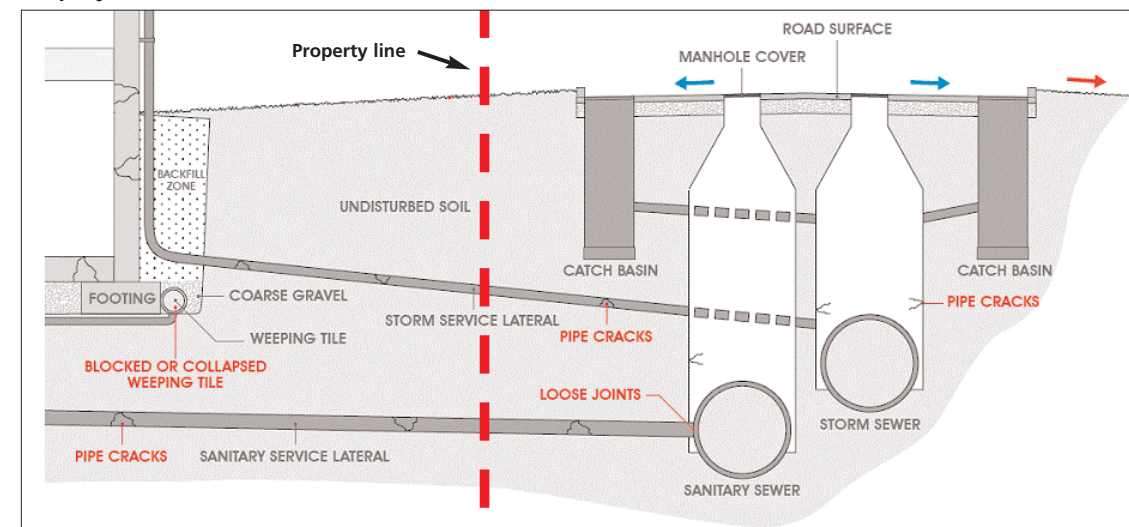 ROAD SURFACE
Property line
MANHOLE COVER
BACKFILL
ZONE
UNDISTURBED SOIL
CATCH BASIN
CATCH BASIN
FOOTING
COARSE GRAVEL
PIPE CRACKS
STORM SERVICE LATERAL
PIPE CRACKS
WEEPING TILE
BLOCKED OR COLLAPSED
WEEPING TILE
LOOSE JOINTS
STORM SEWER
PIPE CRACKS
SANITARY SERVICE LATERAL
SANITARY SEWER